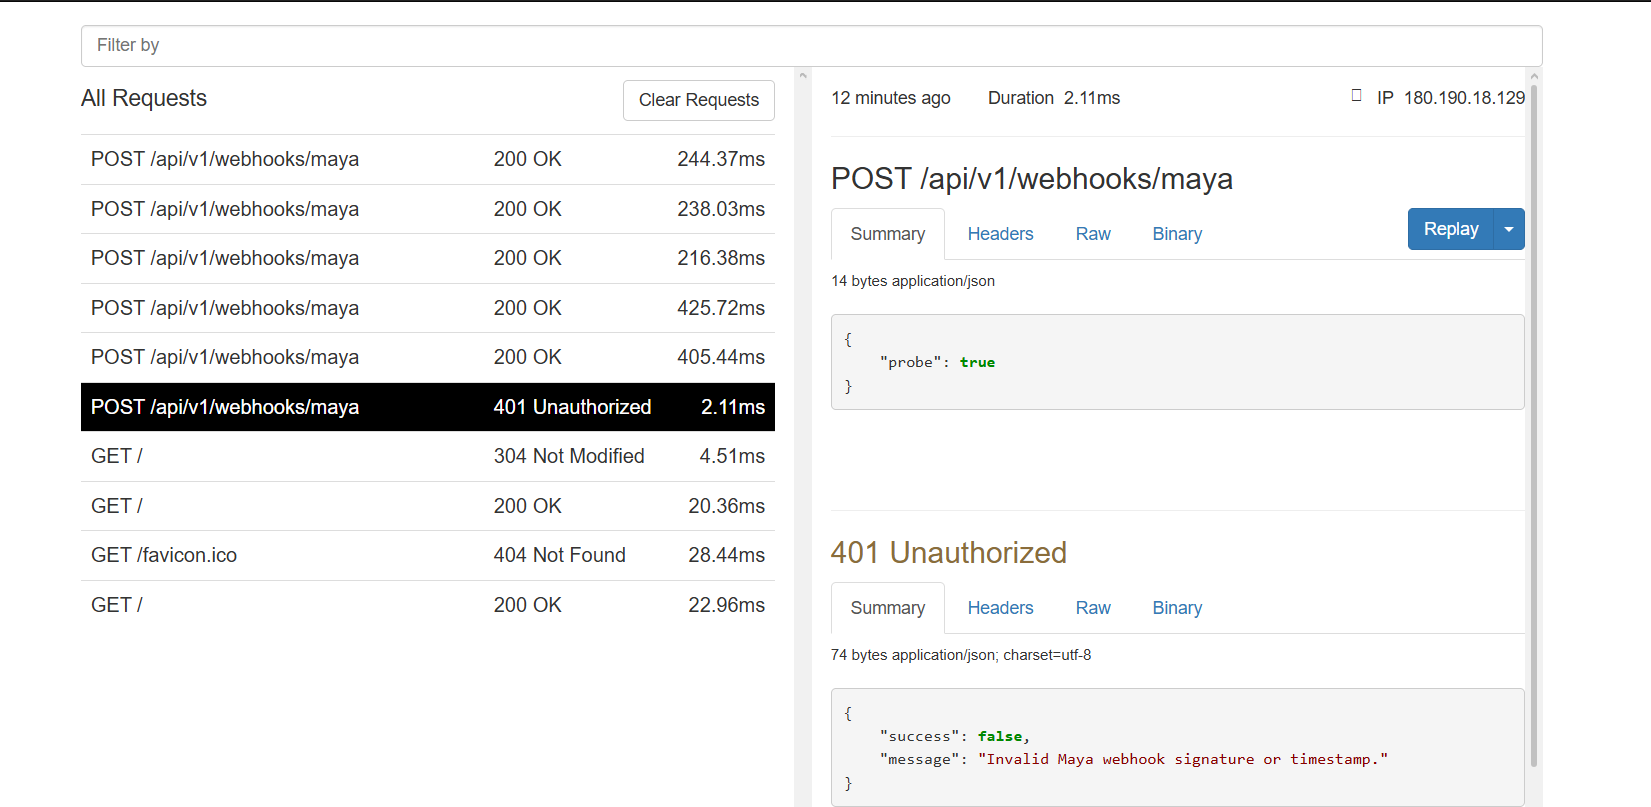 Filter by
All Requests
Clear Requests
POST /api/v1/webhooks/maya 200 OK 244.37ms
POST /api/v1/webhooks/maya 200 OK 238.03ms
POST /api/v1/webhooks/maya 200 OK 216.38ms
POST /api/v1/webhooks/maya 200 OK 425.72ms
POST /api/v1/webhooks/maya 200 OK 405.44ms
POST /api/v1/webhooks/maya 401 Unauthorized 2.11ms
GET / 304 Not Modified 4.51ms
GET / 200 OK 20.36ms
GET /favicon.ico 404 Not Found 28.44ms
GET / 200 OK 22.96ms
12 minutes ago Duration 2.11ms IP 180.190.18.129
POST /api/v1/webhooks/maya
Summary Headers Raw Binary Replay
14 bytes application/json
{
"probe": true
}
401 Unauthorized
Summary Headers Raw Binary
74 bytes application/json; charset=utf-8
{
"success": false,
"message": "Invalid Maya webhook signature or timestamp."
}